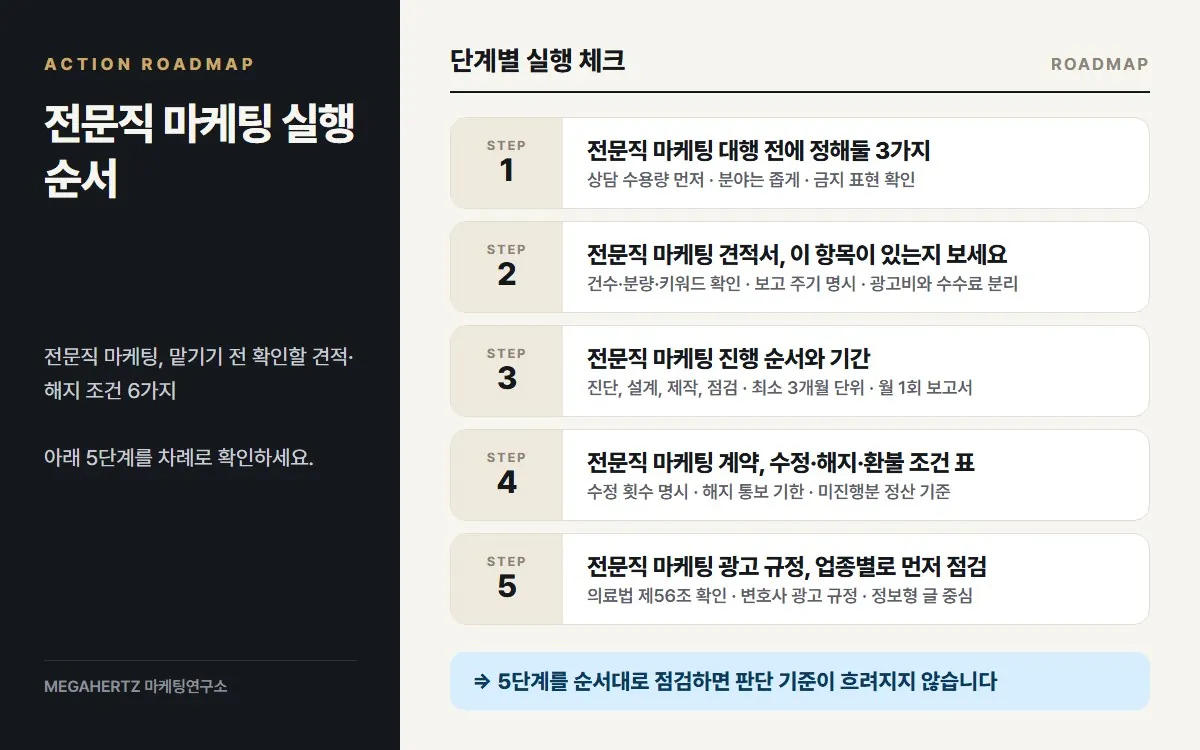 ACTION ROADMAP
전문직 마케팅 실행
순서
전문직 마케팅, 맡기기 전 확인할 견적·
해지 조건 6가지
아래 5단계를 차례로 확인하세요.
MEGAHERTZ 마케팅연구소
단계별 실행 체크
ROADMAP
STEP
1
전문직 마케팅 대행 전에 정해둘 3가지
상담 수용량 먼저 · 분야는 좁게 · 금지 표현 확인
STEP
2
전문직 마케팅 견적서, 이 항목이 있는지 보세요
건수·분량·키워드 확인 · 보고 주기 명시 · 광고비와 수수료 분리
STEP
3
전문직 마케팅 진행 순서와 기간
진단, 설계, 제작, 점검 · 최소 3개월 단위 · 월 1회 보고서
STEP
4
전문직 마케팅 계약, 수정·해지·환불 조건 표
수정 횟수 명시 · 해지 통보 기한 · 미진행분 정산 기준
STEP
5
전문직 마케팅 광고 규정, 업종별로 먼저 점검
의료법 제56조 확인 · 변호사 광고 규정 · 정보형 글 중심
→ 5단계를 순서대로 점검하면 판단 기준이 흐려지지 않습니다